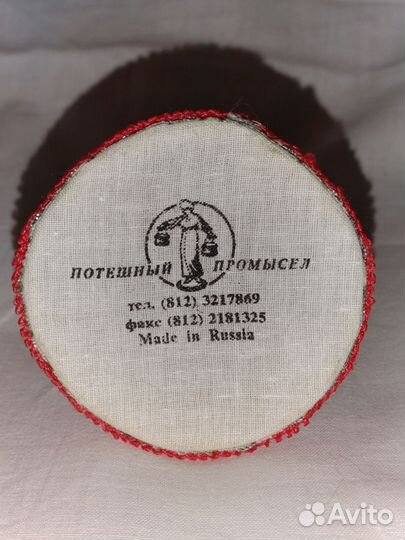 ПОТЕШНЫЙ ПРОМЫСЕЛ
тел. (812) 3217869
факс (812) 2181325
Made in Russia
Avito